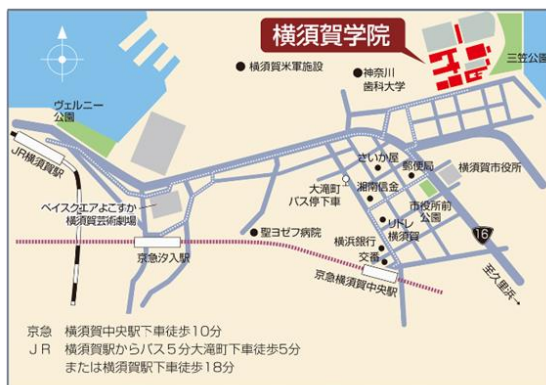 横須賀学院
三笠公園
横須賀米軍施設
神奈川
歯科大学
ヴェルニー
公園
JR横須賀駅
さいか屋
郵便局
横須賀市役所
大滝町
バス停下車
湘南信金
市役所前
公園
ベイスクエアよこすか
横須賀芸術劇場
リドレ
横須賀
聖ヨゼフ病院
横浜銀行
16
交番
京急汐入駅
京急横須賀中央駅
至久里浜→
京急 横須賀中央駅下車徒歩10分
JR 横須賀駅からバス5分大滝町下車徒歩5分
または横須賀駅下車徒歩18分